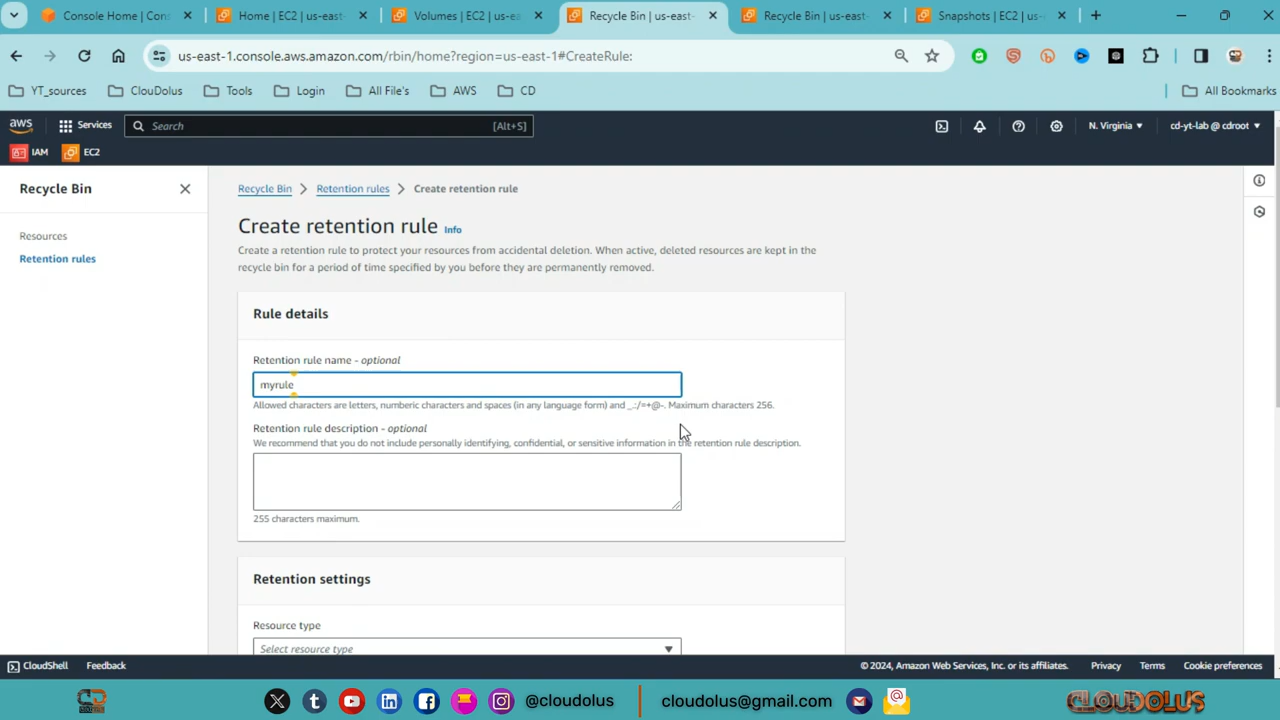 Console Home | Con
Home | EC2 | us-east-
Volumes | EC2 | us-ea
Recycle Bin | us-east-
Recycle Bin | us-east-
Snapshots | EC2 | us-
us-east-1.console.aws.amazon.com/rbin/home?region=us-east-1#CreateRule:
YT_sources
CloudDolus
Tools
Login
All File's
AWS
CD
All Bookmarks
aws
Services
Search
[Alt+S]
N. Virginia
cd-yt-lab @ cdroot
IAM
EC2
Recycle Bin
Resources
Retention rules
Recycle Bin > Retention rules > Create retention rule
Create retention rule Info
Create a retention rule to protect your resources from accidental deletion. When active, deleted resources are kept in the
recycle bin for a period of time specified by you before they are permanently removed.
Rule details
Retention rule name - optional
myrule
Allowed characters are letters, numberic characters and spaces (in any language form) and _.:/=+@-. Maximum characters 256.
Retention rule description - optional
We recommend that you do not include personally identifying, confidential, or sensitive information in the retention rule description.
255 characters maximum.
Retention settings
Resource type
Select resource type
CloudShell
Feedback
© 2024, Amazon Web Services, Inc. or its affiliates.
Privacy
Terms
Cookie preferences
@cloudolus
cloudolus@gmail.com
CLOUDOLUS